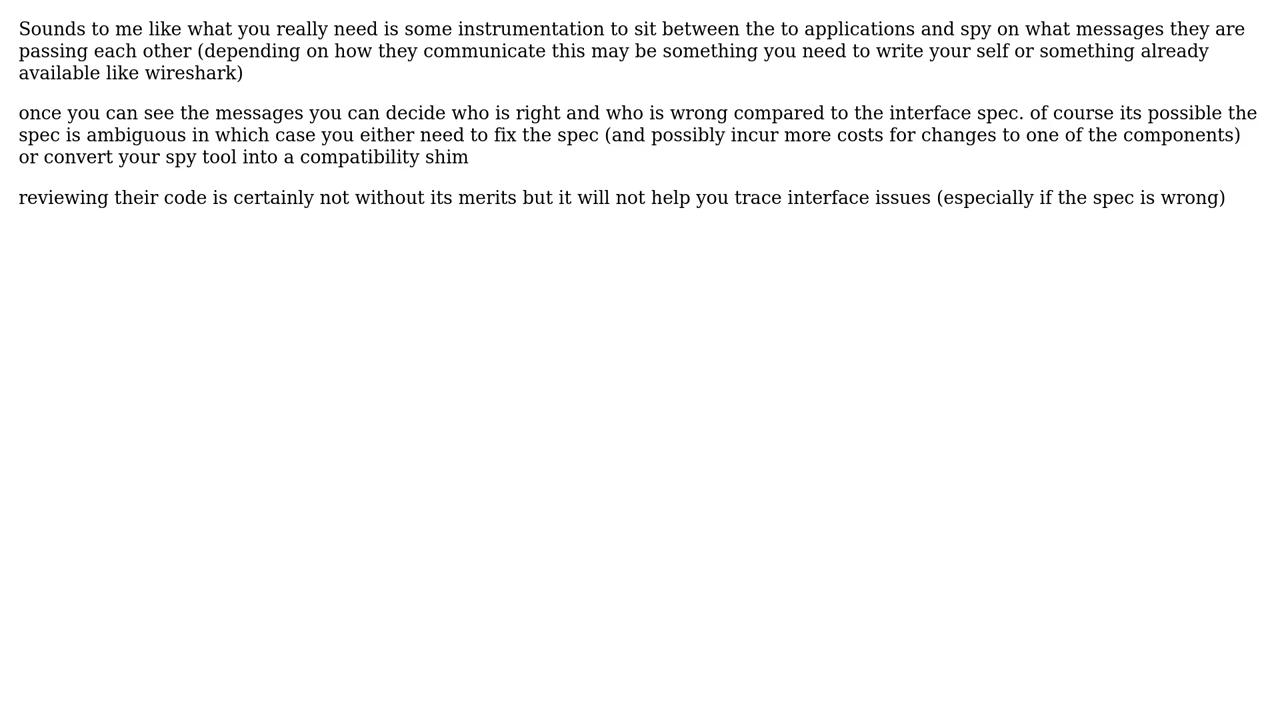 Sounds to me like what you really need is some instrumentation to sit between the to applications and spy on what messages they are
passing each other (depending on how they communicate this may be something you need to write your self or something already
available like wireshark)
once you can see the messages you can decide who is right and who is wrong compared to the interface spec. of course its possible the
spec is ambiguous in which case you either need to fix the spec (and possibly incur more costs for changes to one of the components)
or convert your spy tool into a compatibility shim
reviewing their code is certainly not without its merits but it will not help you trace interface issues (especially if the spec is wrong)